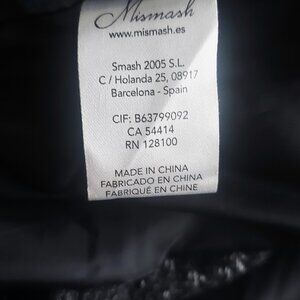 Mismash
www.mismash.es
Smash 2005 S.L.
C / Holanda 25, 08917
Barcelona - Spain
CIF: B63799092
CA 54414
RN 128100
MADE IN CHINA
FABRICADO EN CHINA
FABRIQUÉ EN CHINE